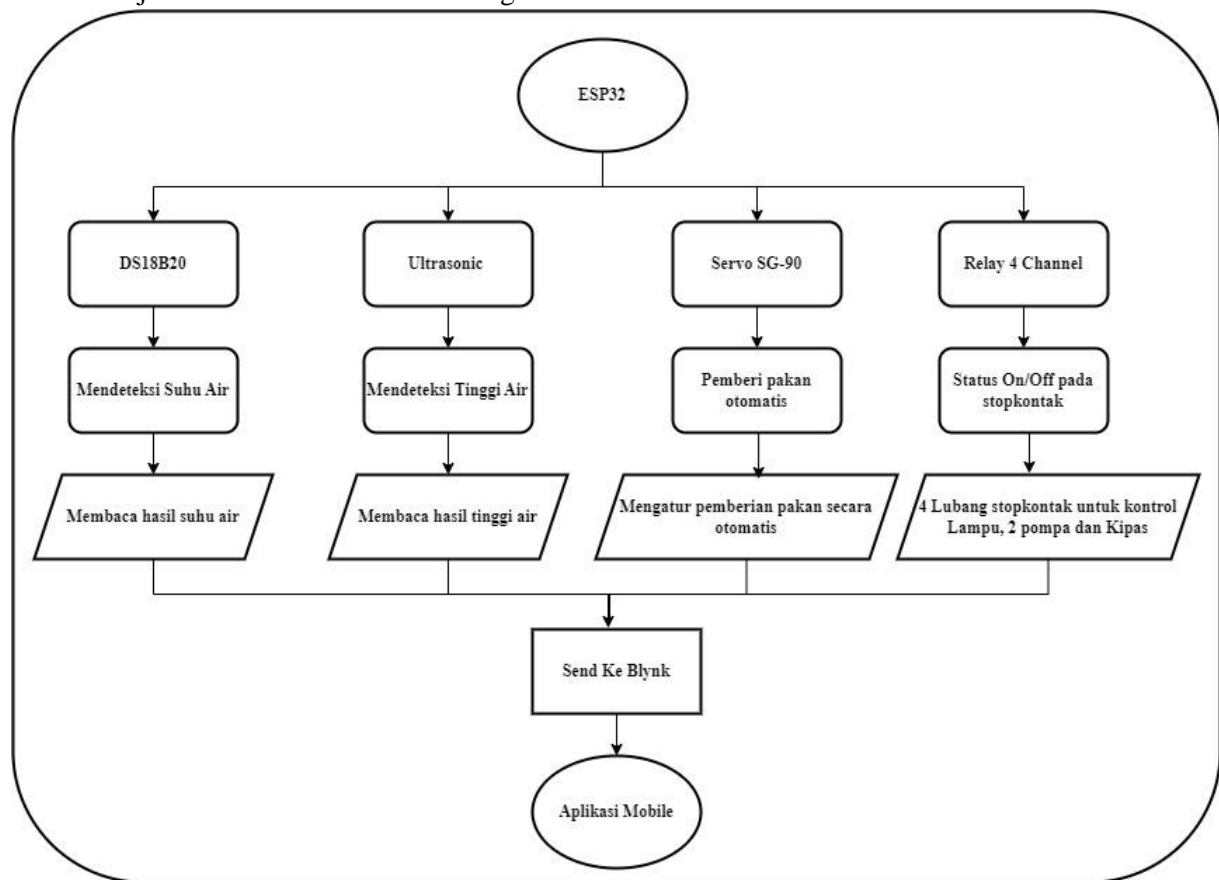 ESP32
DS18B20
Ultrasonic
Servo SG-90
Relay 4 Channel
Mendeteksi Suhu Air
Mendeteksi Tinggi Air
Pemberi pakan
otomatis
Status On/Off pada
stopkontak
Membaca hasil suhu air
Membaca hasil tinggi air
Mengatur pemberian pakan secara
otomatis
4 Lubang stopkontak untuk kontrol
Lampu, 2 pompa dan Kipas
Send Ke Blynk
Aplikasi Mobile